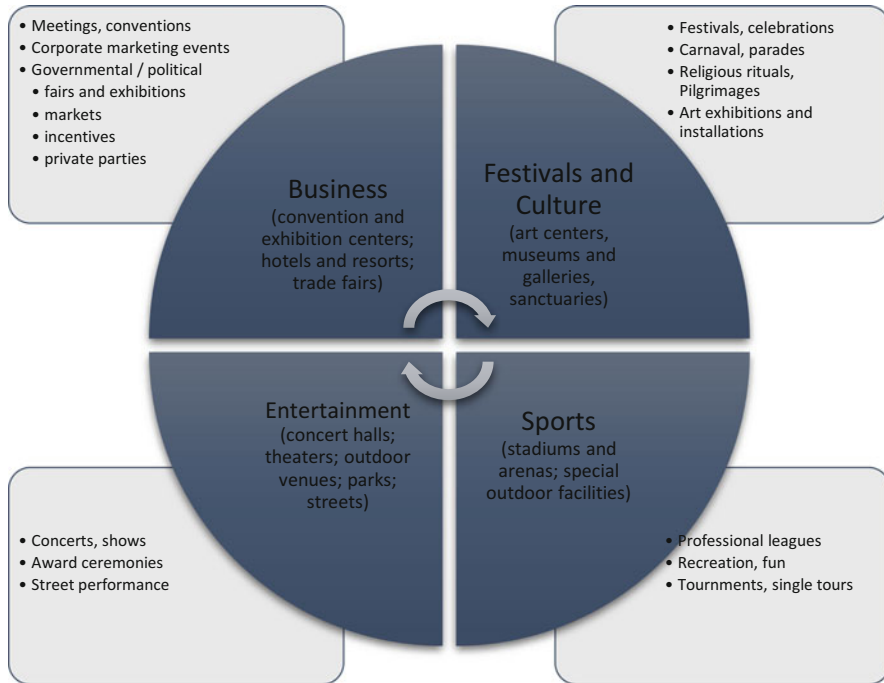 • Meetings, conventions
• Corporate marketing events
• Governmental / political
• fairs and exhibitions
• markets
• incentives
• private parties
• Festivals, celebrations
• Carnaval, parades
• Religious rituals,
Pilgrimages
• Art exhibitions and
installations
Business
(convention and
exhibition centers;
hotels and resorts;
trade fairs)
Festivals and
Culture
(art centers,
museums and
galleries,
sanctuaries)
Entertainment
(concert halls;
theaters; outdoor
venues; parks;
streets)
Sports
(stadiums and
arenas; special
outdoor facilities)
• Concerts, shows
• Award ceremonies
• Street performance
• Professional leagues
• Recreation, fun
• Tournments, single tours